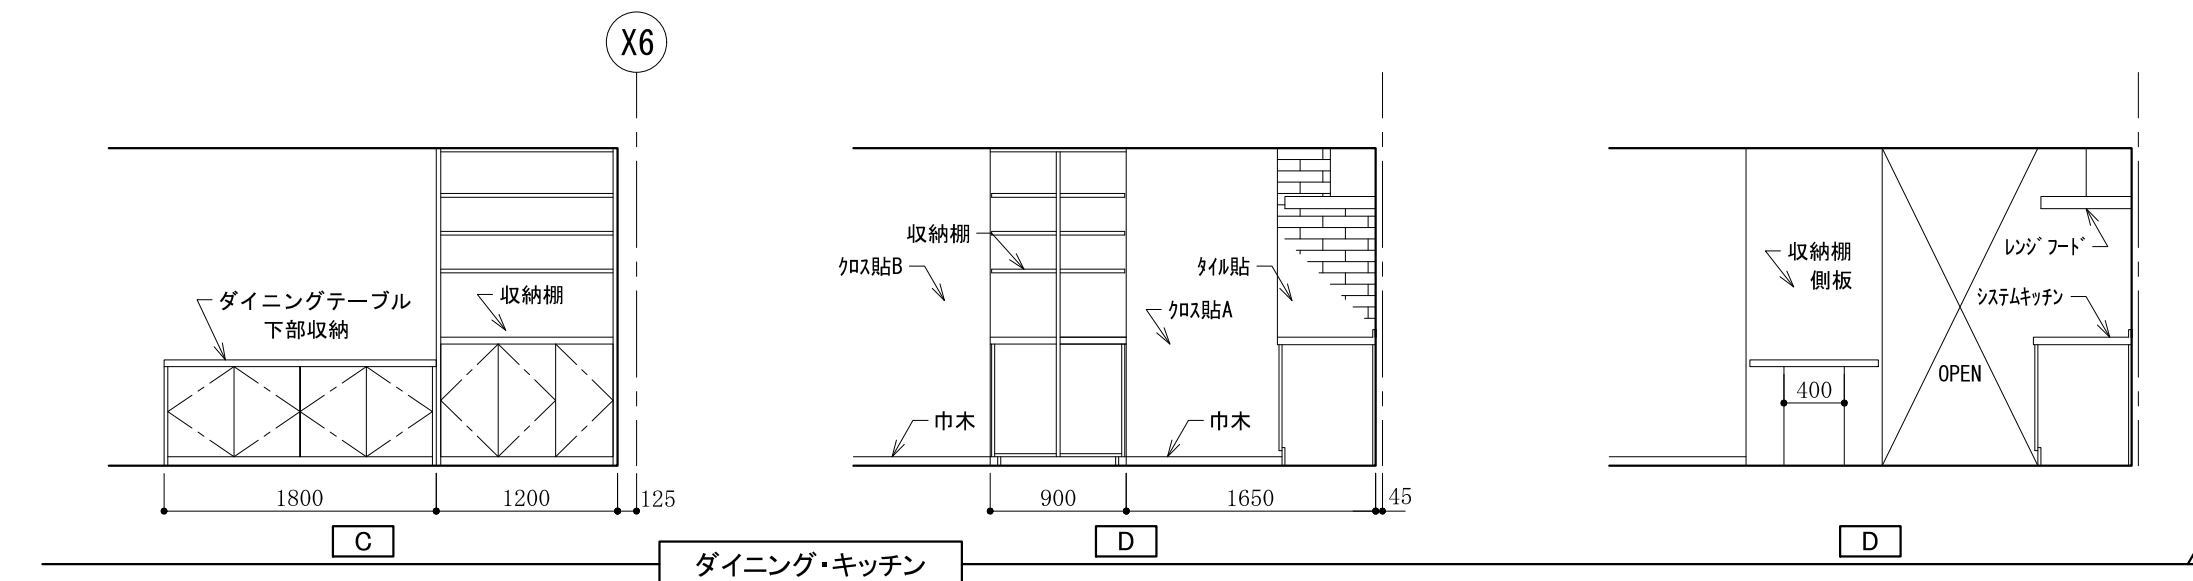 X6
ダイニングテーブル
下部収納
収納棚
1800
1200
125
C
収納棚
クロス貼B
タイル貼
クロス貼A
巾木
巾木
900
1650
45
D
収納棚
側板
レンジフード
システムキッチン
OPEN
400
D
ダイニング・キッチン